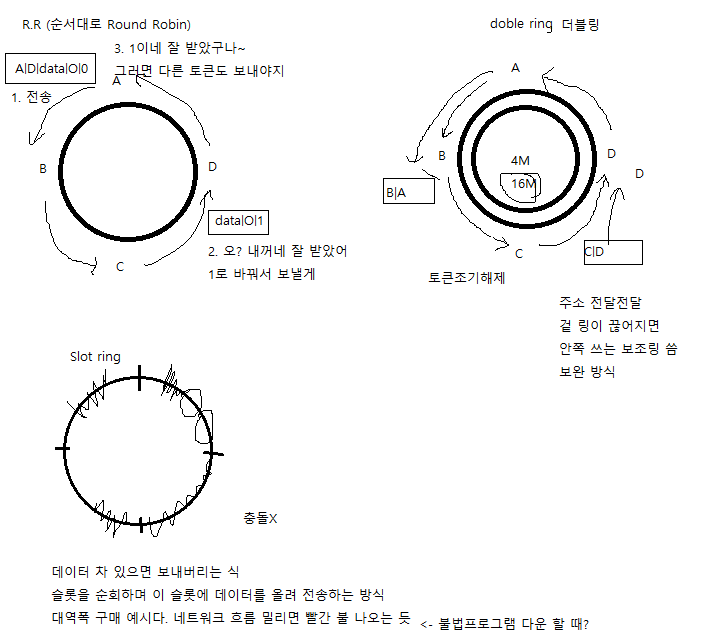 R.R (순서대로 Round Robin)
3. 1이네 잘 받았구나~
그러면 다른 토큰도 보내야지
A|D|data|O|0
1. 전송
A
B
D
C
data|O|1
2. 오? 내꺼네 잘 받았어
1로 바꿔서 보낼게
doble ring 더블링
A
B
D
D
4M
16M
B|A
C
C|D
토큰조기해제
주소 전달전달
겉 링이 끊어지면
안쪽 쓰는 보조링 씀
보완 방식
Slot ring
충돌X
데이터 차 있으면 보내버리는 식
슬롯을 순회하며 이 슬롯에 데이터를 올려 전송하는 방식
대역폭 구매 예시다. 네트워크 흐름 밀리면 빨간 불 나오는 듯
<- 불법프로그램 다운 할 때?